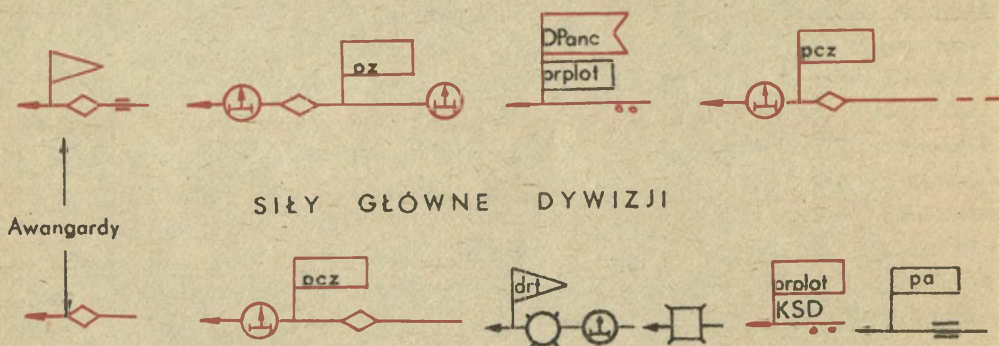 pz
DPanc
prplot
pcz
SIŁY GŁÓWNE DYWIZJI
Awangardy
pcz
drt
prplot
KSD
pa